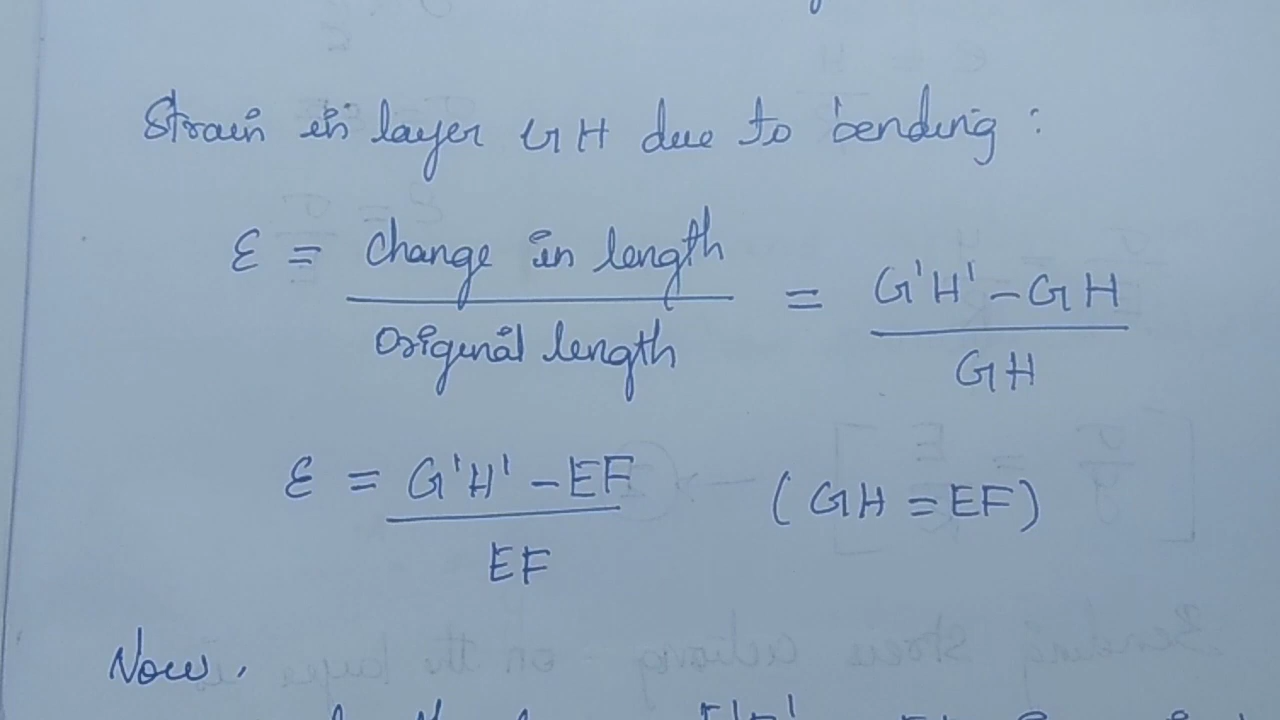 Strain in layer GH due to bending :
ε = Change in length / Original length = G'H' - GH / GH
ε = G'H' - EF / EF (GH = EF)
Now,